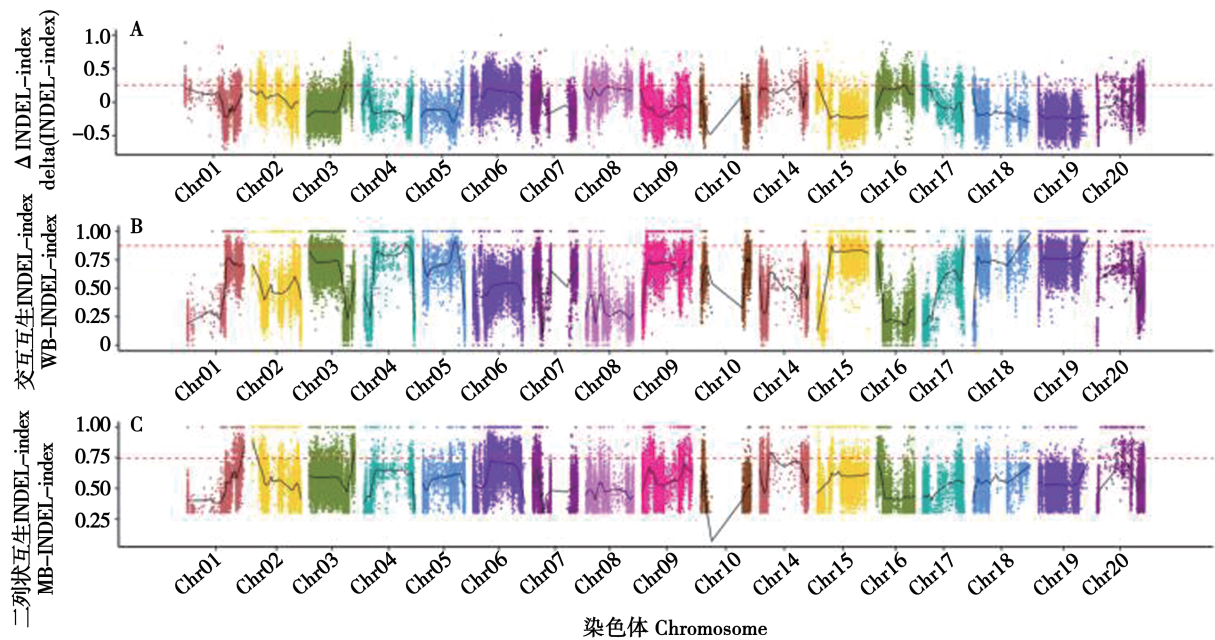 A
Δ INDEL-index
delta(INDEL-index)
1.0
0.5
0
-0.5
Chr01 Chr02 Chr03 Chr04 Chr05 Chr06 Chr07 Chr08 Chr09 Chr10 Chr14 Chr15 Chr16 Chr17 Chr18 Chr19 Chr20
B
交互互生INDEL-index
WB-INDEL-index
1.00
0.75
0.50
0.25
0
Chr01 Chr02 Chr03 Chr04 Chr05 Chr06 Chr07 Chr08 Chr09 Chr10 Chr14 Chr15 Chr16 Chr17 Chr18 Chr19 Chr20
C
二列状互生INDEL-index
MB-INDEL-index
1.00
0.75
0.50
0.25
Chr01 Chr02 Chr03 Chr04 Chr05 Chr06 Chr07 Chr08 Chr09 Chr10 Chr14 Chr15 Chr16 Chr17 Chr18 Chr19 Chr20
染色体 Chromosome